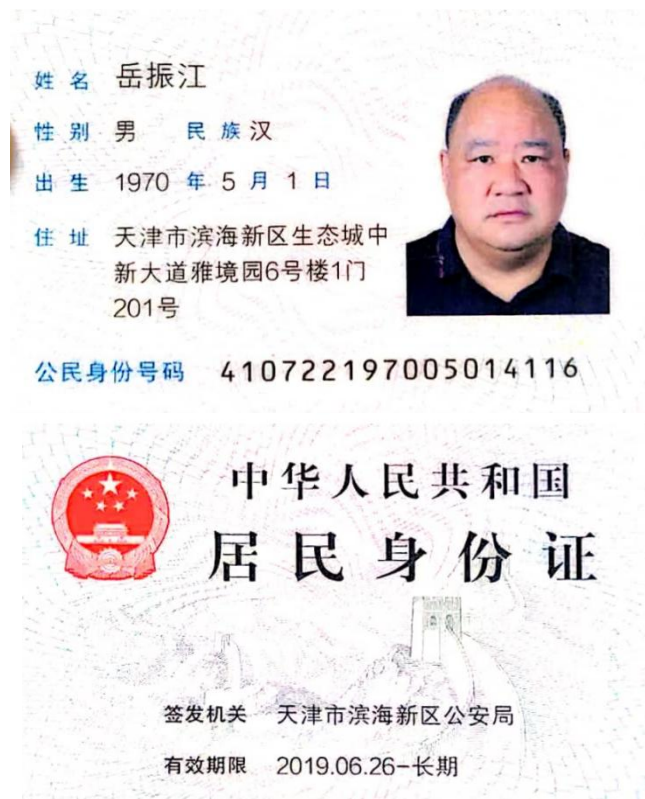 姓名 岳振江
性别 男 民族 汉
出生 1970 年 5 月 1 日
住址 天津市滨海新区生态城中
新大道雅境园6号楼1门
201号
公民身份号码 410722197005014116
中华人民共和国
居民身份证
签发机关 天津市滨海新区公安局
有效期限 2019.06.26-长期